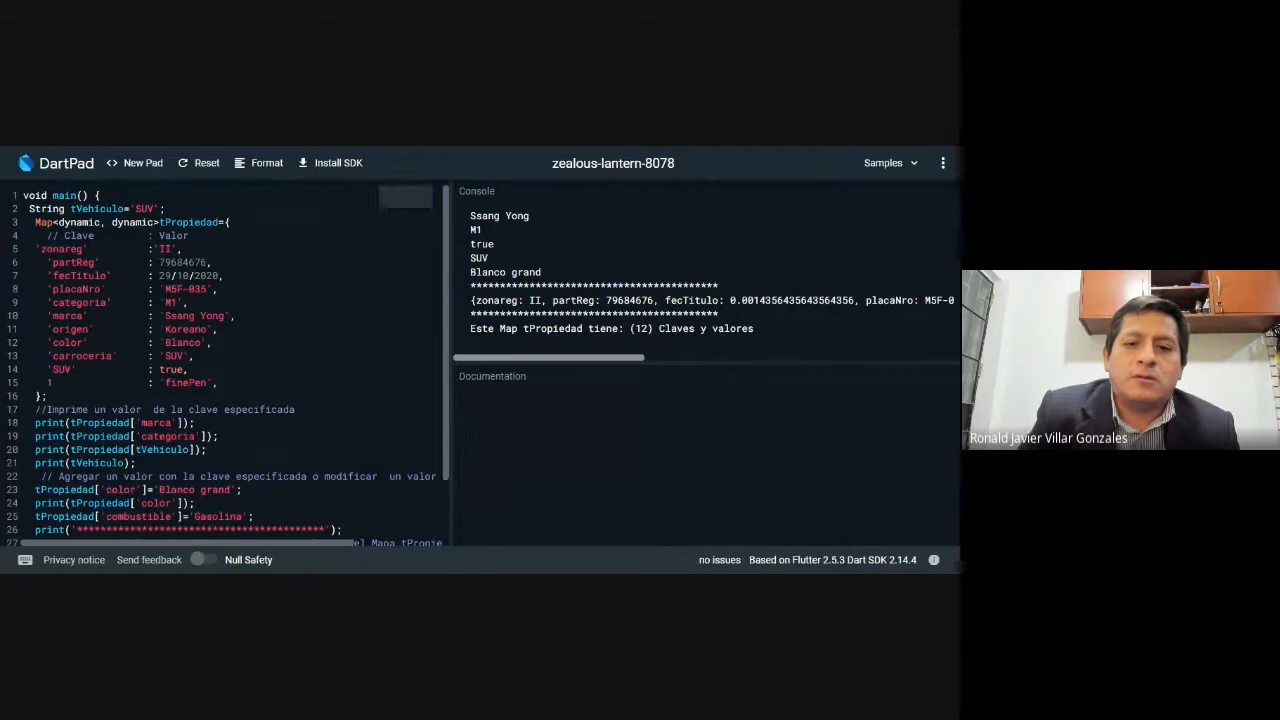 DartPad
<> New Pad
Reset
Format
Install SDK
zealous-lantern-8078
Samples
1 void main() {
2 String tVehiculo='SUV';
3 Map<dynamic, dynamic>tPropiedad={
4 // Clave : Valor
5 'zonareg' :'II',
6 'partReg' : 79684676,
7 'fecTitulo' : 29/10/2020,
8 'placaNro' : 'M5F-035',
9 'categoria' : 'M1',
10 'marca' : 'Ssang Yong',
11 'origen' : 'Koreano',
12 'color' : 'Blanco',
13 'carroceria' : 'SUV',
14 'SUV' : true,
15 1 : 'finePen',
16 };
17 //Imprime un valor de la clave especificada
18 print(tPropiedad['marca']);
19 print(tPropiedad['categoria']);
20 print(tPropiedad[tVehiculo]);
21 print(tVehiculo);
22 // Agregar un valor con la clave especificada o modificar un valor
23 tPropiedad['color']='Blanco grand';
24 print(tPropiedad['color']);
25 tPropiedad['combustible']='Gasolina';
26 print('******************************************');
27 el Mapa tPropie
Console
Ssang Yong
M1
true
SUV
Blanco grand
******************************************
{zonareg: II, partReg: 79684676, fecTitulo: 0.0014356435643564356, placaNro: M5F-0
******************************************
Este Map tPropiedad tiene: (12) Claves y valores
Documentation
Privacy notice
Send feedback
Null Safety
no issues
Based on Flutter 2.5.3 Dart SDK 2.14.4
Ronald Javier Villar Gonzales